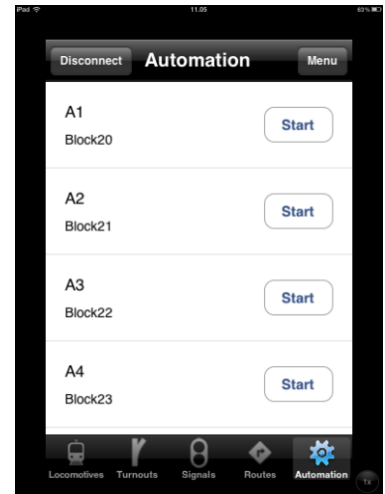 iPad 11.05 63%
Disconnect Automation Menu
A1
Block20
Start
A2
Block21
Start
A3
Block22
Start
A4
Block23
Start
Locomotives Turnouts Signals Routes Automation
1x